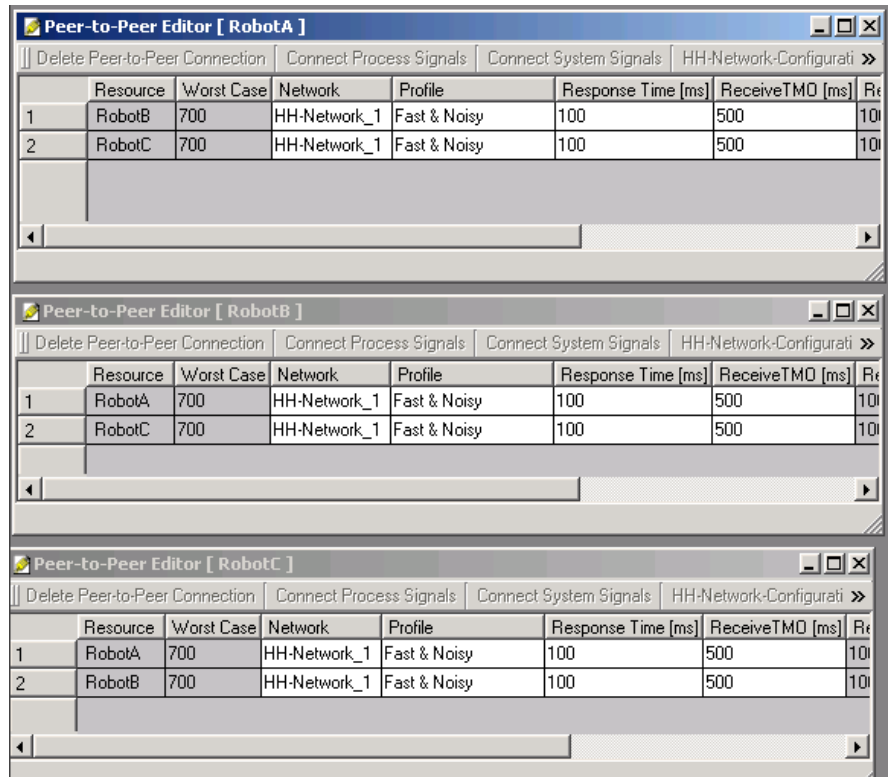 Peer-to-Peer Editor [ RobotA ]
Delete Peer-to-Peer Connection Connect Process Signals Connect System Signals HH-Network-Configurati »
Resource Worst Case Network Profile Response Time [ms] ReceiveTMO [ms]
1 RobotB 700 HH-Network_1 Fast & Noisy 100 500
2 RobotC 700 HH-Network_1 Fast & Noisy 100 500
Peer-to-Peer Editor [ RobotB ]
Delete Peer-to-Peer Connection Connect Process Signals Connect System Signals HH-Network-Configurati »
Resource Worst Case Network Profile Response Time [ms] ReceiveTMO [ms]
1 RobotA 700 HH-Network_1 Fast & Noisy 100 500
2 RobotC 700 HH-Network_1 Fast & Noisy 100 500
Peer-to-Peer Editor [ RobotC ]
Delete Peer-to-Peer Connection Connect Process Signals Connect System Signals HH-Network-Configurati »
Resource Worst Case Network Profile Response Time [ms] ReceiveTMO [ms]
1 RobotA 700 HH-Network_1 Fast & Noisy 100 500
2 RobotB 700 HH-Network_1 Fast & Noisy 100 500